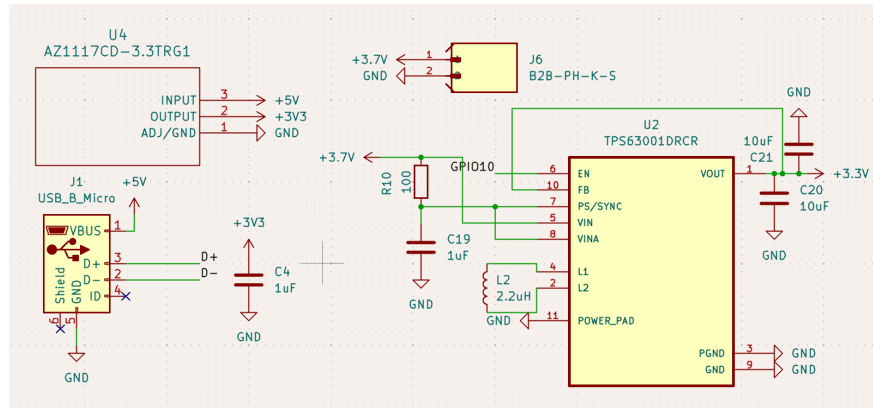 U4
AZ1117CD-3.3TRG1
INPUT 3 +5V
OUTPUT 2 +3V3
ADJ/GND 1 GND
J1
USB_B_Micro
+5V
VBUS 1
D+ 3 D+
D- 2 D-
ID 4
Shield
GND
6
5
GND
+3V3
C4
1uF
GND
+3.7V 1
GND 2
J6
B2B-PH-K-S
+3.7V
R10
100
GPIO10
C19
1uF
GND
L2
2.2uH
GND
U2
TPS63001DRCR
6 EN
10 FB
7 PS/SYNC
5 VIN
8 VINA
4 L1
2 L2
11 POWER_PAD
VOUT 1
PGND 3 GND
GND 9 GND
GND
10uF
C21
+3.3V
C20
10uF
GND